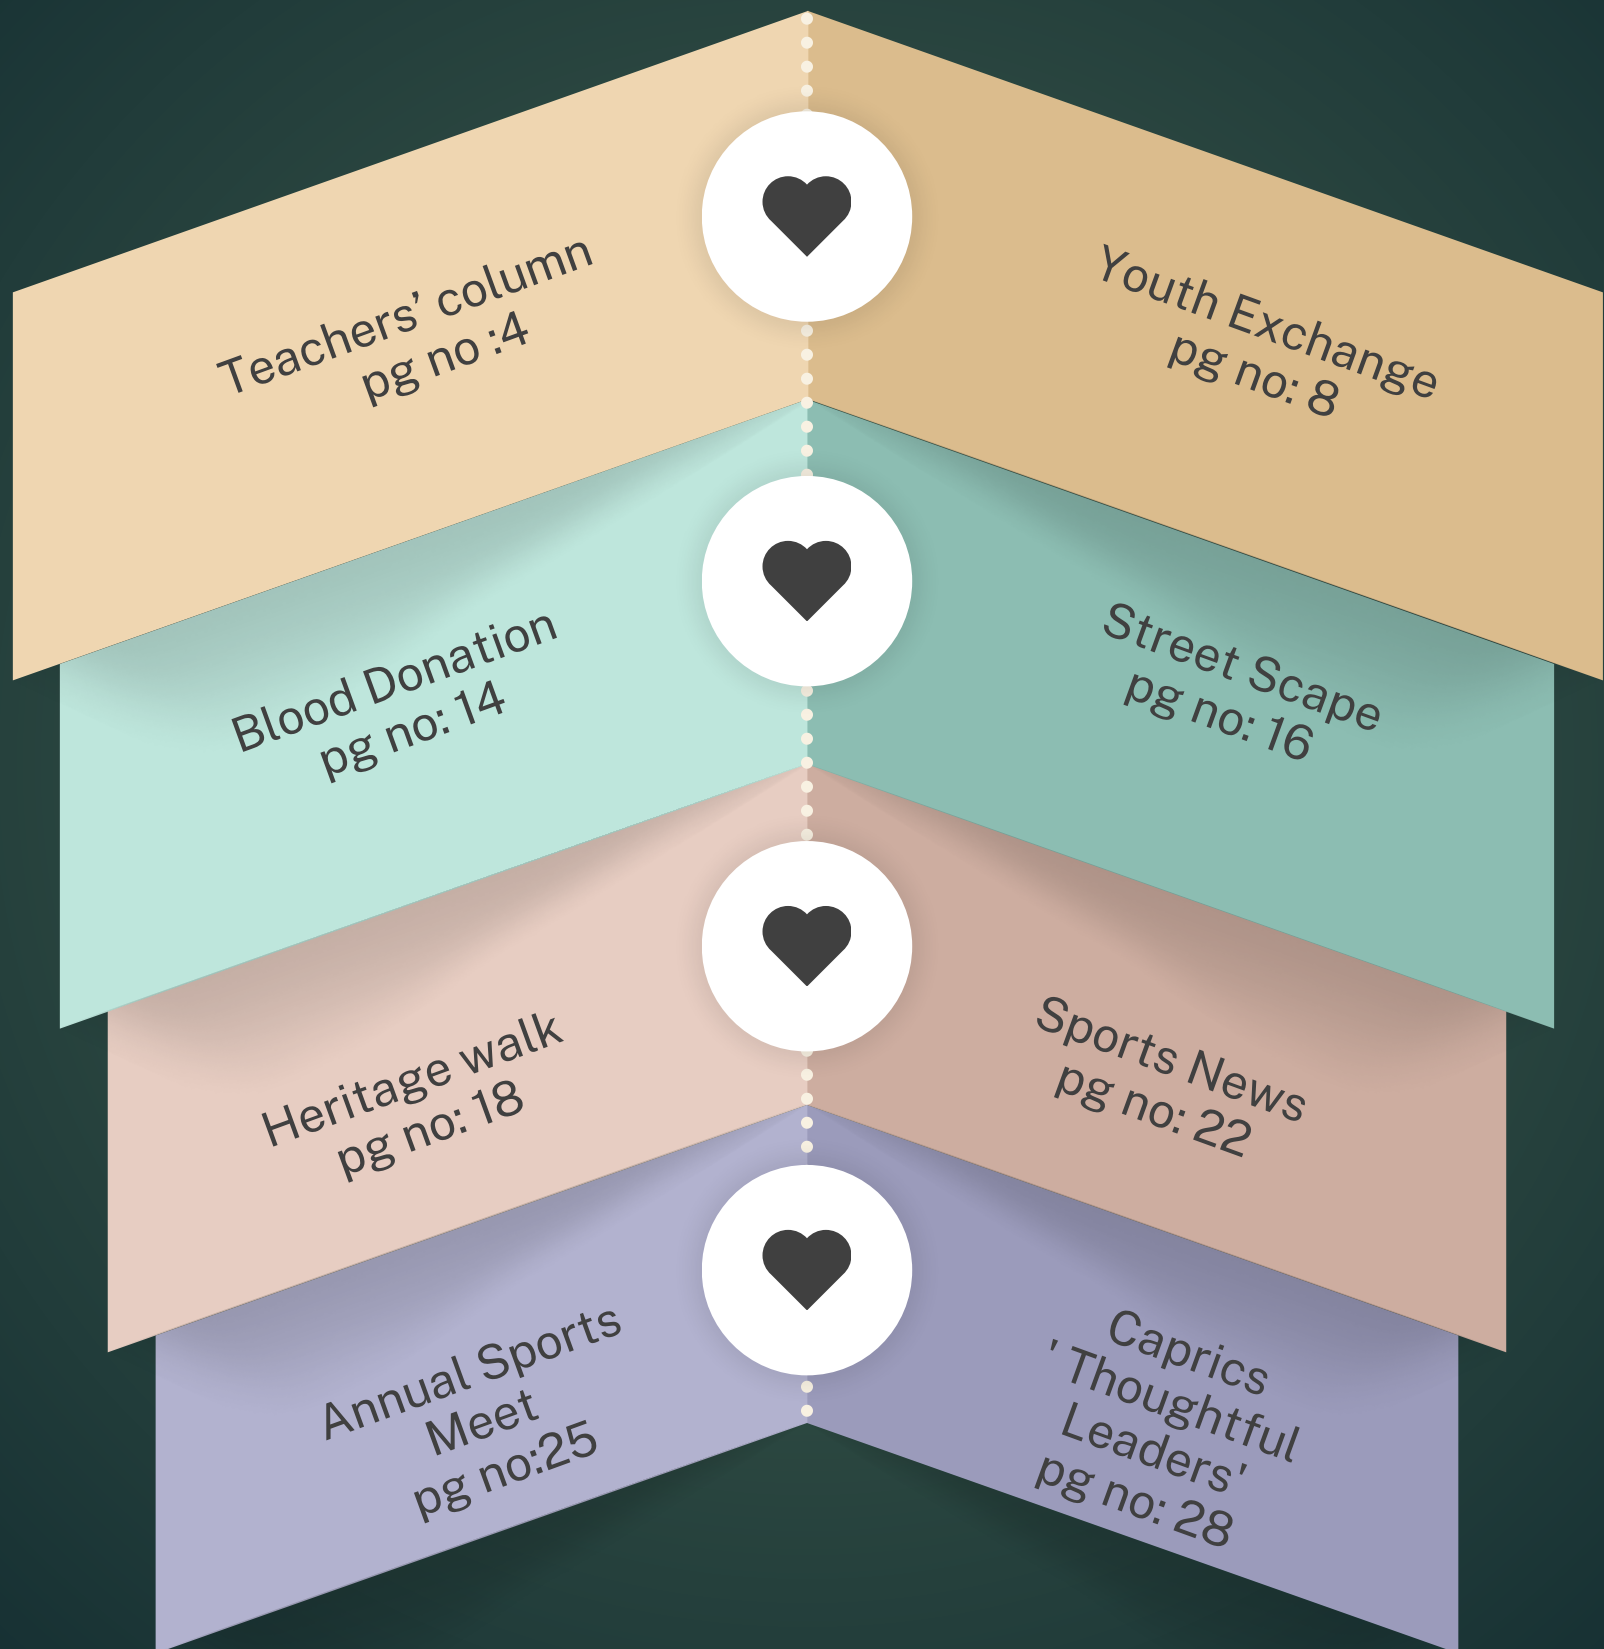 Teachers’ column
pg no :4
Youth Exchange
pg no: 8
Blood Donation
pg no: 14
Street Scape
pg no: 16
Heritage walk
pg no: 18
Sports News
pg no: 22
Annual Sports
Meet
pg no:25
Caprics
' Thoughtful
Leaders'
pg no: 28